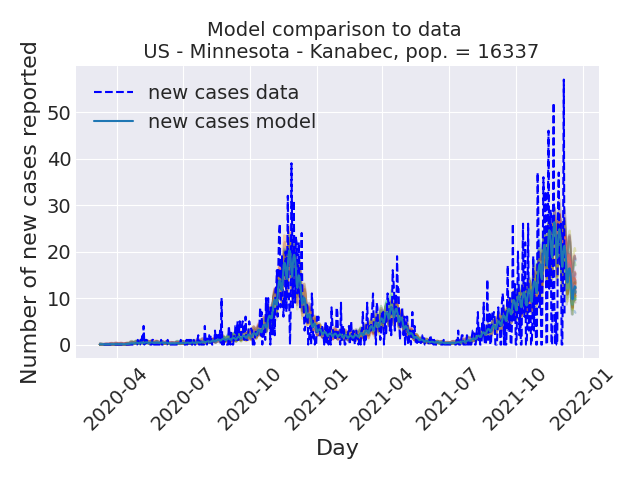 Model comparison to data
US - Minnesota - Kanabec, pop. = 16337
new cases data
new cases model
Number of new cases reported
50
40
30
20
10
0
2020-04
2020-07
2020-10
2021-01
2021-04
2021-07
2021-10
2022-01
Day